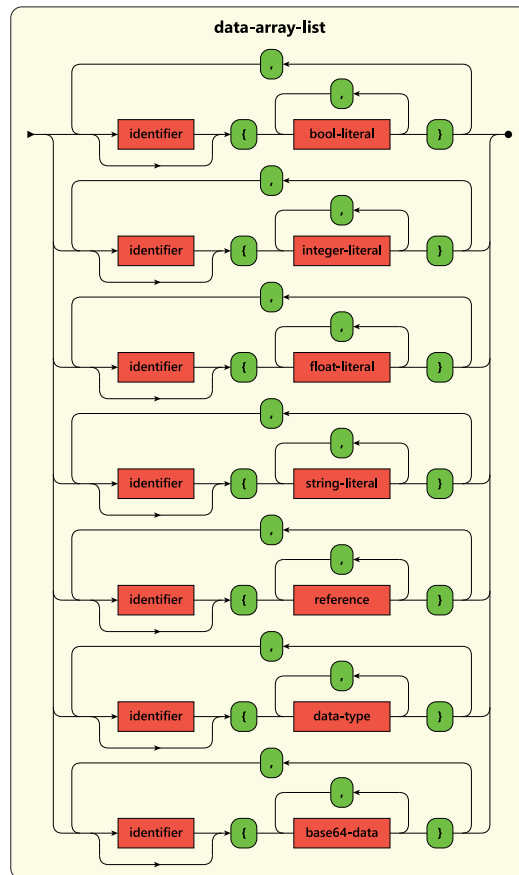 data-array-list
,
,
identifier { bool-literal }
,
,
identifier { integer-literal }
,
,
identifier { float-literal }
,
,
identifier { string-literal }
,
,
identifier { reference }
,
,
identifier { data-type }
,
,
identifier { base64-data }